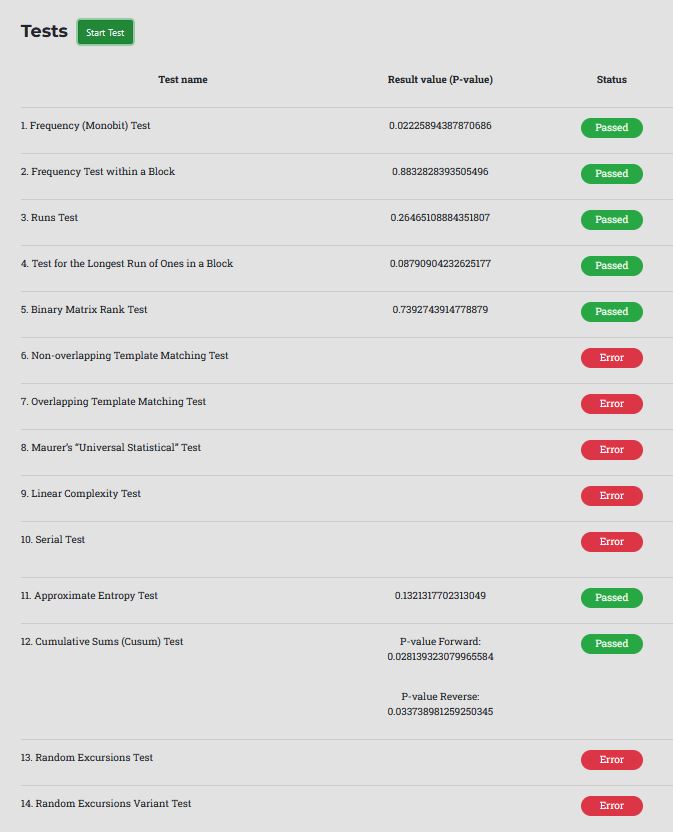 Tests Start Test
Test name Result value (P-value) Status
1. Frequency (Monobit) Test 0.02225894387870686 Passed
2. Frequency Test within a Block 0.8832828393505496 Passed
3. Runs Test 0.26465108884351807 Passed
4. Test for the Longest Run of Ones in a Block 0.08790904232625177 Passed
5. Binary Matrix Rank Test 0.7392743914778879 Passed
6. Non-overlapping Template Matching Test Error
7. Overlapping Template Matching Test Error
8. Maurer's “Universal Statistical” Test Error
9. Linear Complexity Test Error
10. Serial Test Error
11. Approximate Entropy Test 0.1321317702313049 Passed
12. Cumulative Sums (Cusum) Test P-value Forward: Passed
0.028139323079965584
P-value Reverse:
0.033738981259250345
13. Random Excursions Test Error
14. Random Excursions Variant Test Error